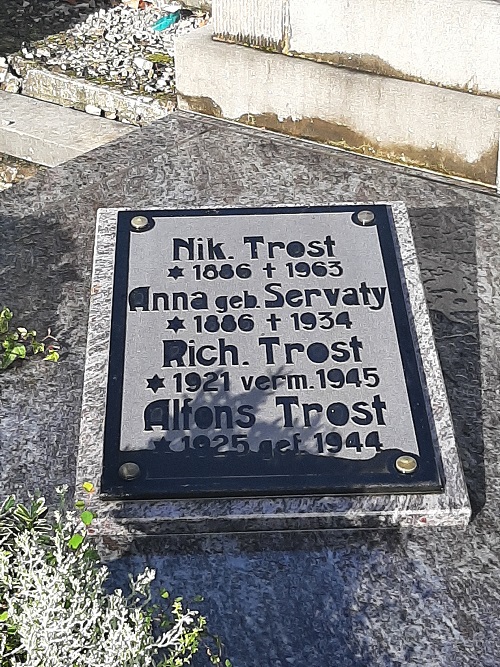 Nik. Trost
* 1886 † 1963
Anna geb. Servaty
* 1886 † 1934
Rich. Trost
* 1921 verm. 1945
Alfons Trost
* 1925 gef. 1944